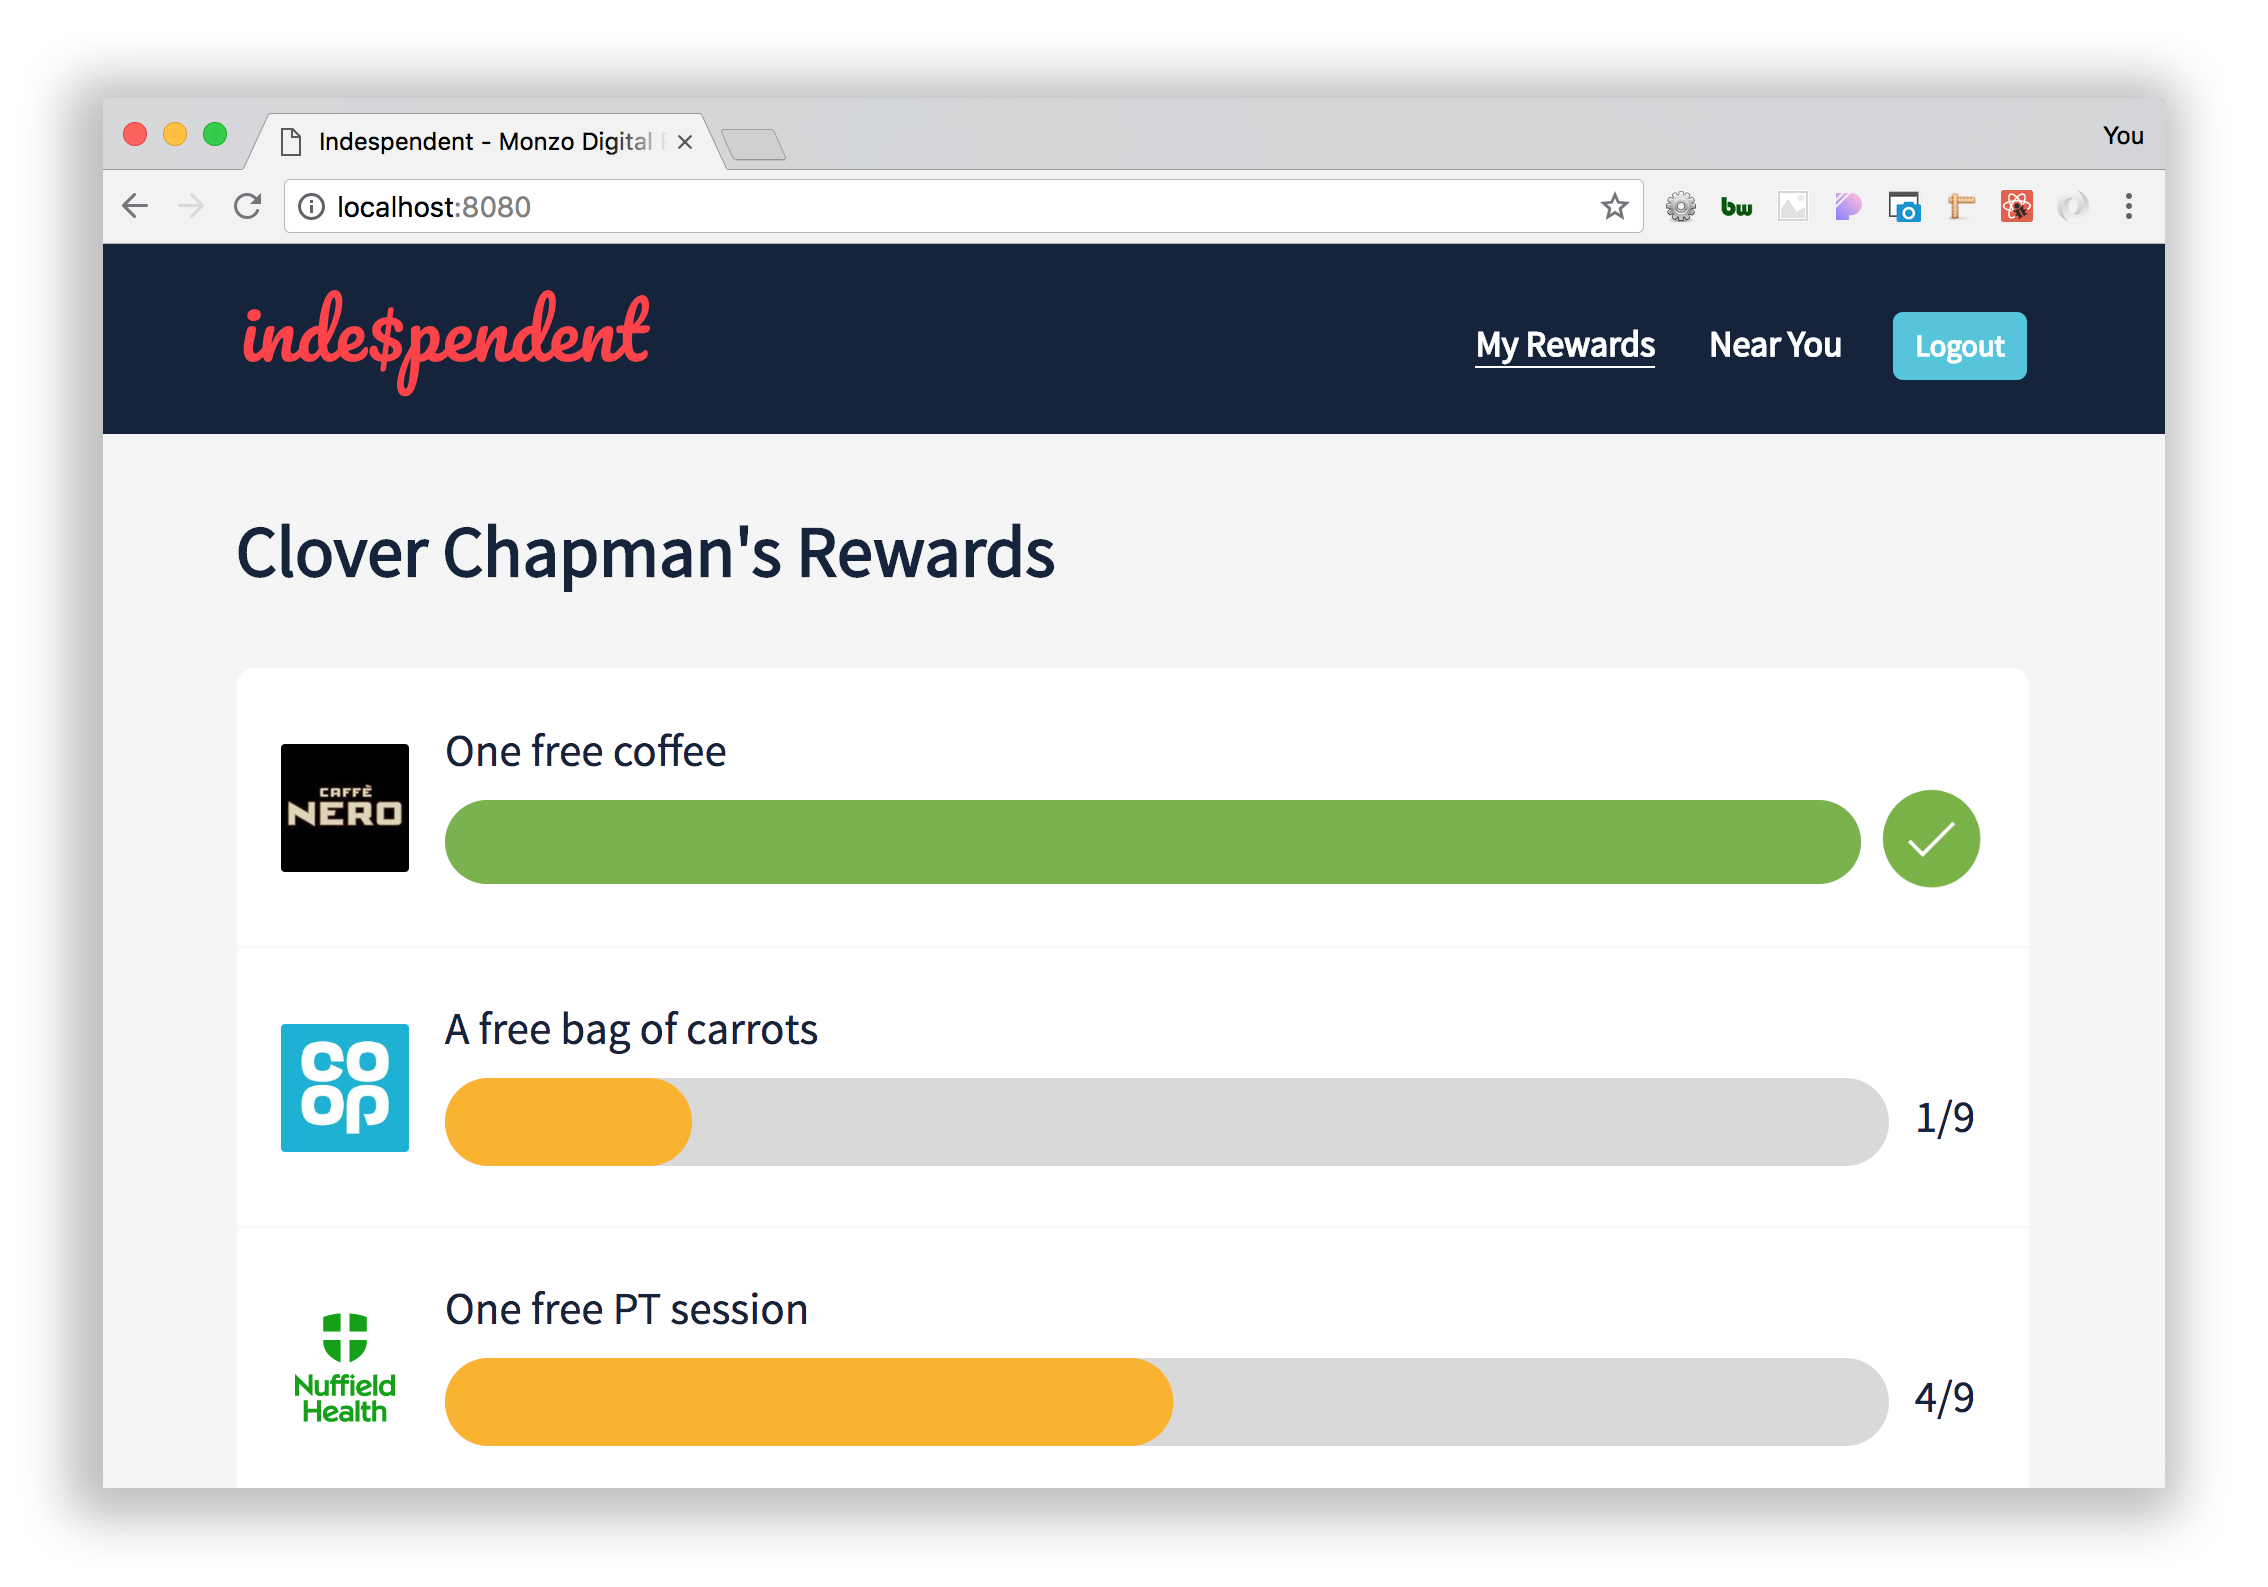 Indespendent - Monzo Digital
You
localhost:8080
bw
inde$pendent
My Rewards
Near You
Logout
Clover Chapman's Rewards
One free coffee
CAFFÈ
NERO
A free bag of carrots
co
op
1/9
One free PT session
Nuffield
Health
4/9